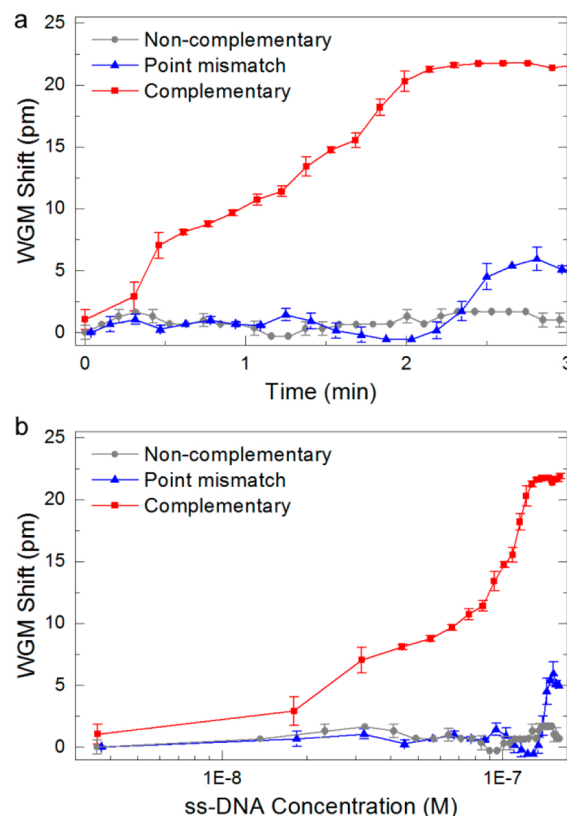 a
25
20
15
10
5
0
WGM Shift (pm)
Non-complementary
Point mismatch
Complementary
0
1
2
3
Time (min)
b
25
20
15
10
5
0
WGM Shift (pm)
Non-complementary
Point mismatch
Complementary
1E-8
1E-7
ss-DNA Concentration (M)